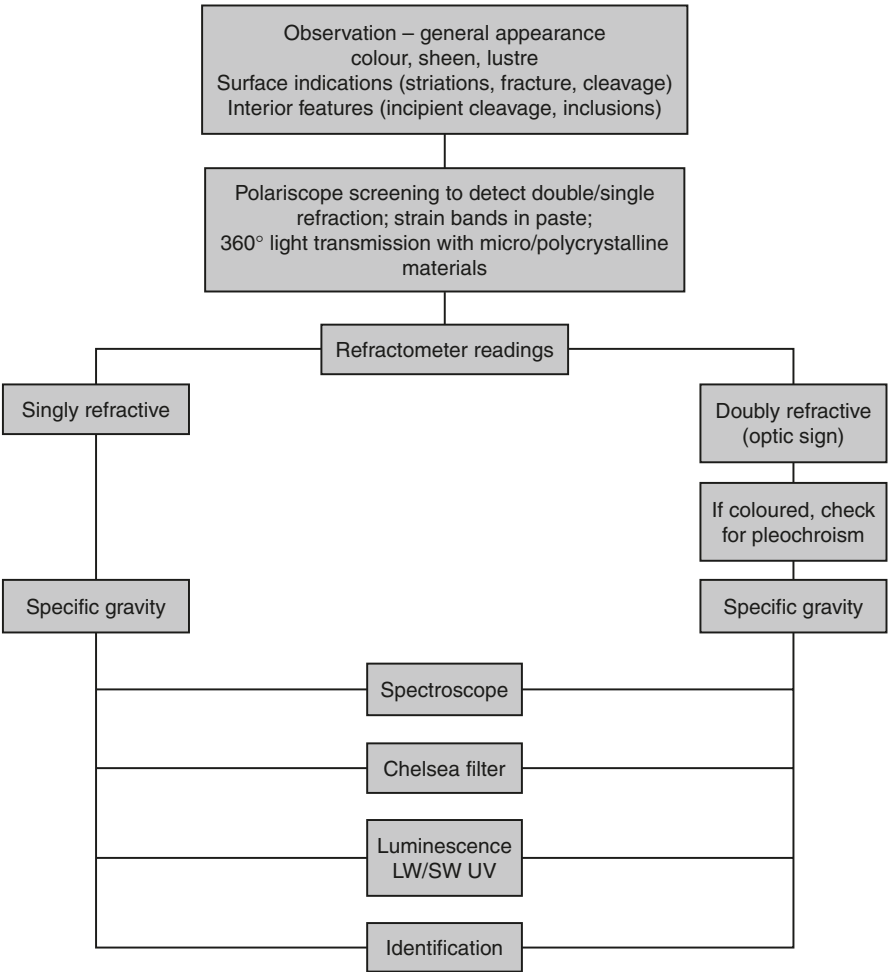 Observation – general appearance
colour, sheen, lustre
Surface indications (striations, fracture, cleavage)
Interior features (incipient cleavage, inclusions)
Polariscope screening to detect double/single
refraction; strain bands in paste;
360° light transmission with micro/polycrystalline
materials
Refractometer readings
Singly refractive
Doubly refractive
(optic sign)
If coloured, check
for pleochroism
Specific gravity
Specific gravity
Spectroscope
Chelsea filter
Luminescence
LW/SW UV
Identification